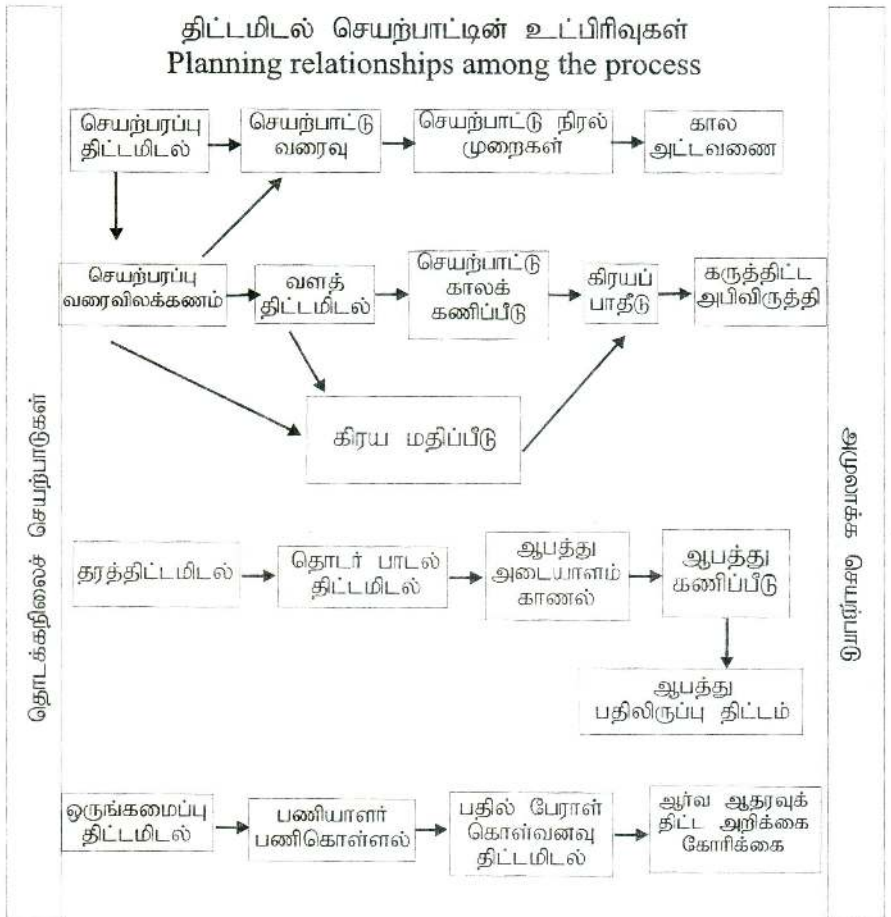 திட்டமிடல் செயற்பாட்டின் உட்பிரிவுகள்
Planning relationships among the process
செயற்பரப்பு
திட்டமிடல்
செயற்பாட்டு
வரைவு
செயற்பாட்டு நிரல்
முறைகள்
கால
அட்டவணை
செயற்பரப்பு
வரைவிலக்கணம்
வளத்
திட்டமிடல்
செயற்பாட்டு
காலக்
கணிப்பீடு
கிரயப்
பாதீடு
கருத்திட்ட
அபிவிருத்தி
கிரய மதிப்பீடு
தரத்திட்டமிடல்
தொடர் பாடல்
திட்டமிடல்
ஆபத்து
அடையாளம்
காணல்
ஆபத்து
கணிப்பீடு
ஆபத்து
பதிலிருப்பு திட்டம்
ஒருங்கமைப்பு
திட்டமிடல்
பணியாளர்
பணிகொள்ளல்
பதில் பேராள்
கொள்வனவு
திட்டமிடல்
ஆர்வ ஆதரவுக்
திட்ட அறிக்கை
கோரிக்கை
தொடக்கநிலைச் செயற்பாடுகள்
அமுலாக்க செயற்பாடு